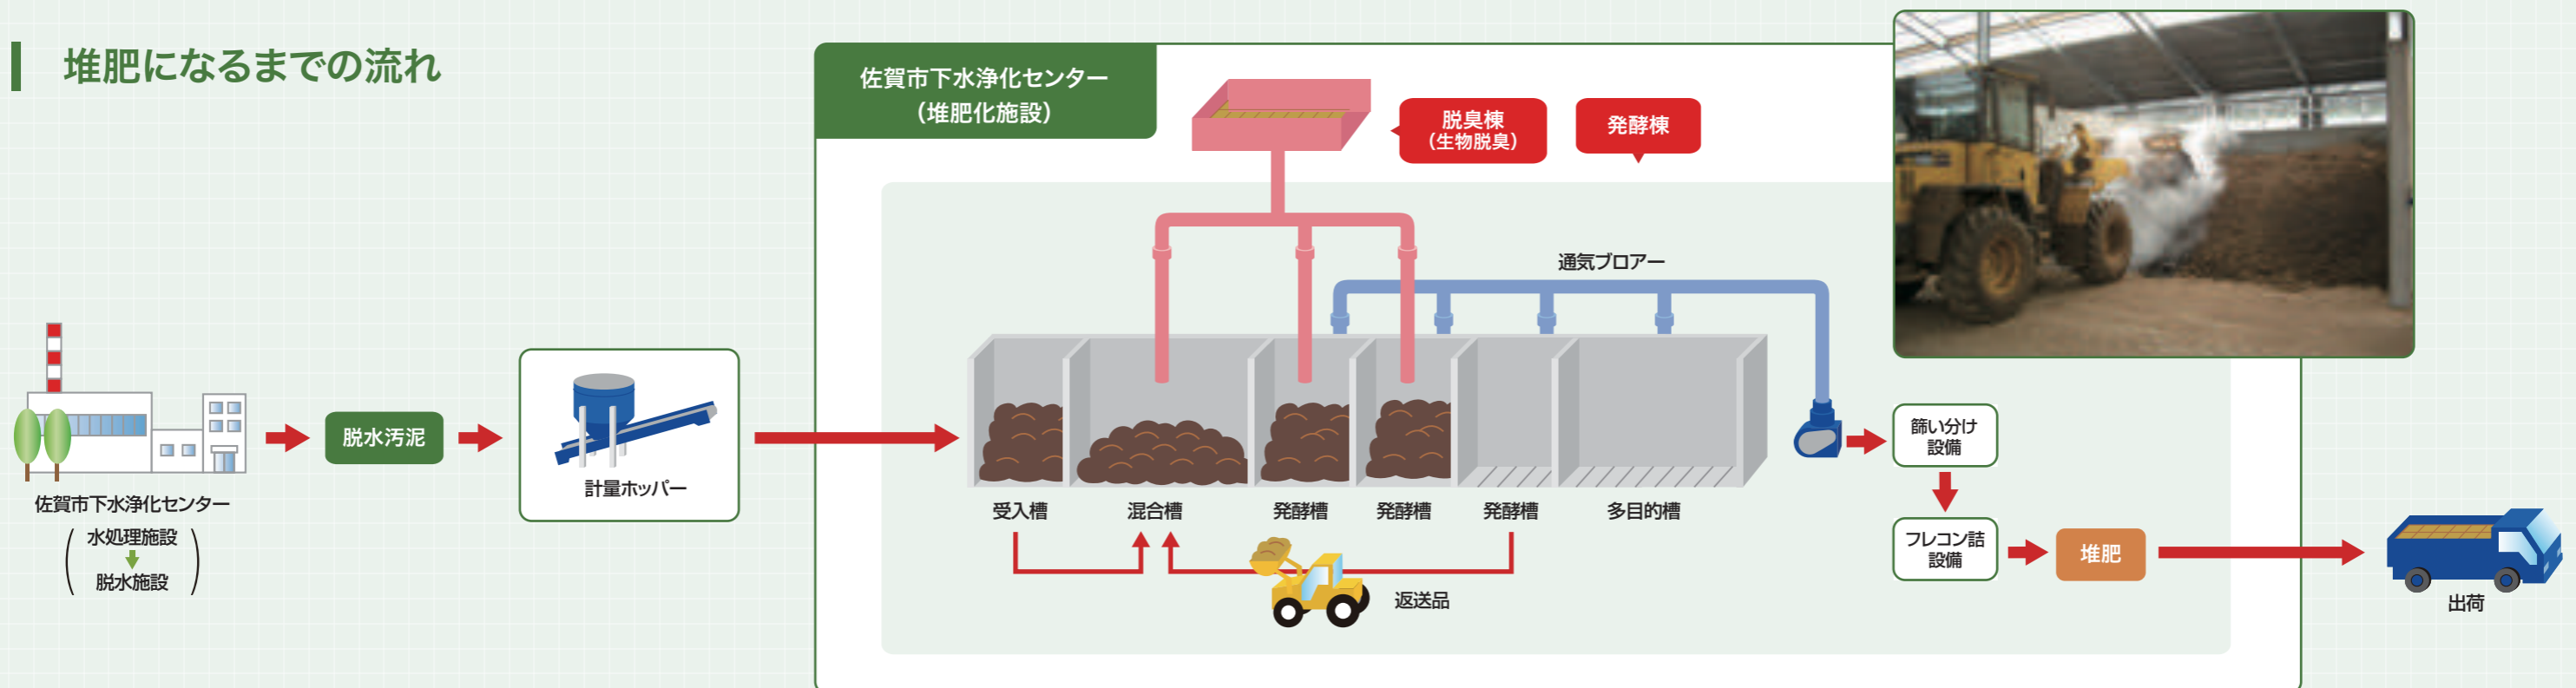 堆肥になるまでの流れ
佐賀市下水浄化センター
（堆肥化施設）
脱臭棟
（生物脱臭）
発酵棟
通気ブロアー
脱水汚泥
計量ホッパー
佐賀市下水浄化センター
水処理施設
脱水施設
受入槽
混合槽
発酵槽
発酵槽
発酵槽
多目的槽
返送品
篩い分け
設備
フレコン詰
設備
堆肥
出荷